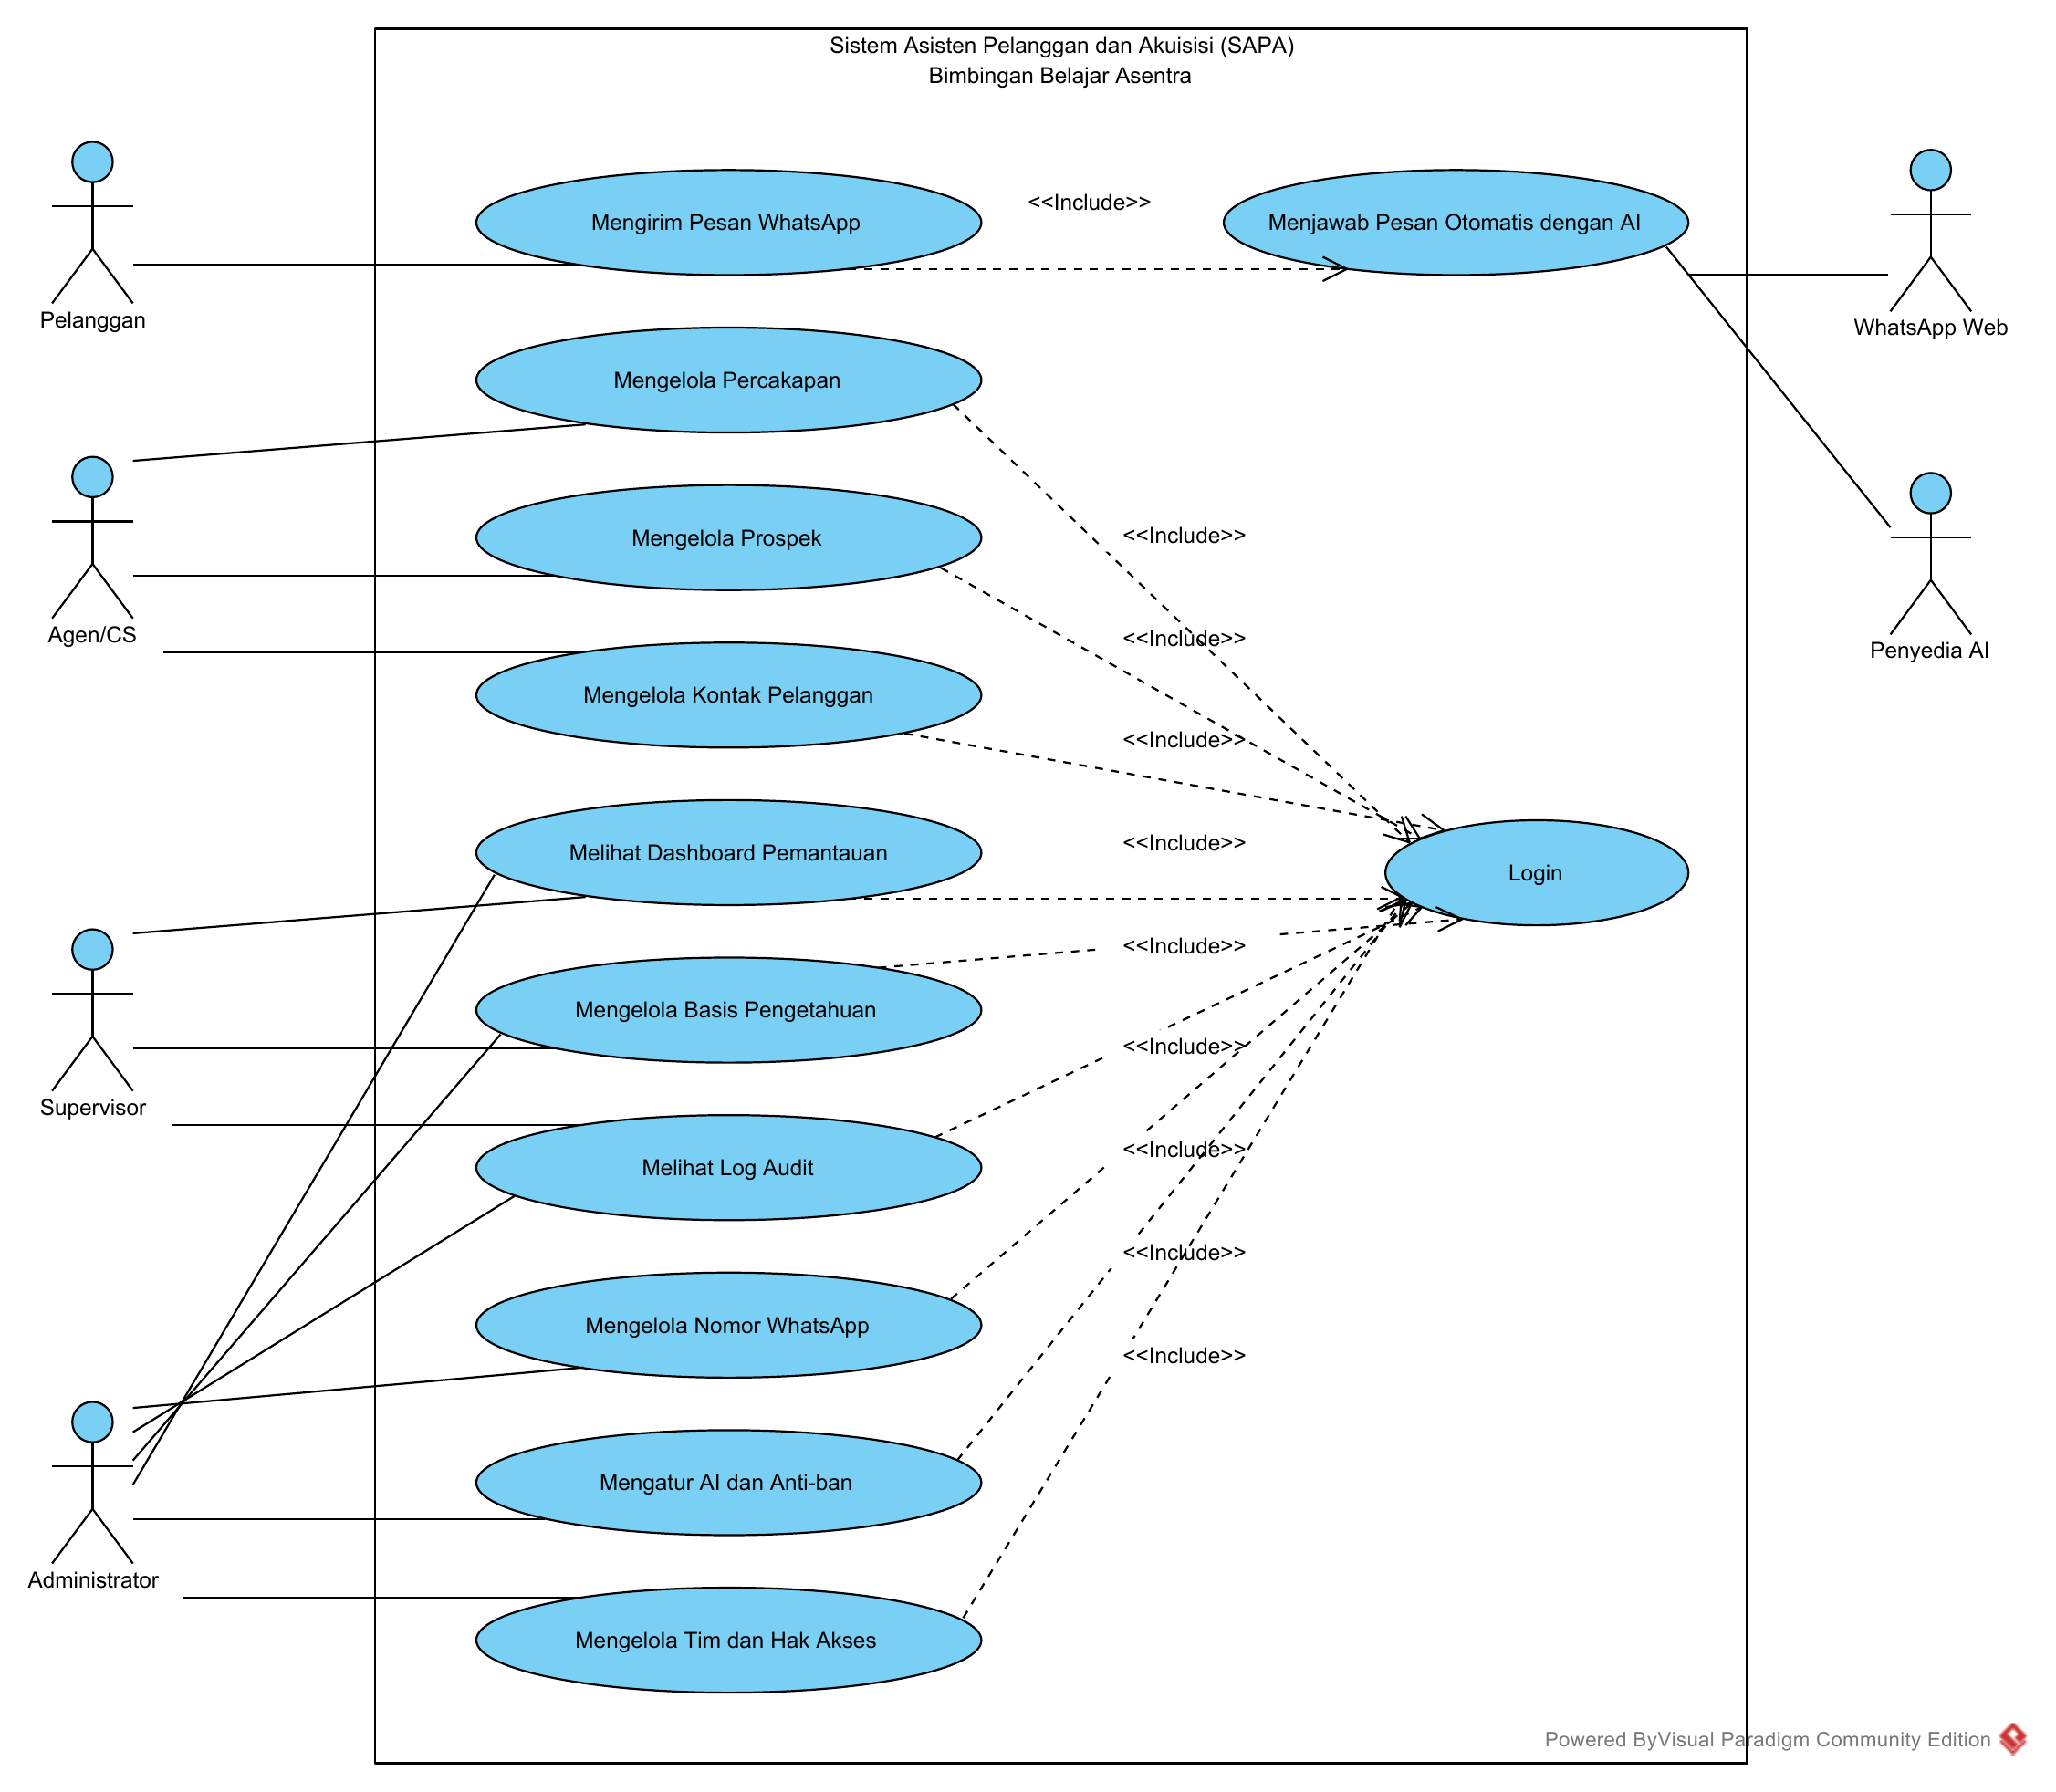 Sistem Asisten Pelanggan dan Akuisisi (SAPA)
Bimbingan Belajar Asentra
Mengirim Pesan WhatsApp
<<Include>>
Menjawab Pesan Otomatis dengan AI
Pelanggan
WhatsApp Web
Mengelola Percakapan
Mengelola Prospek
<<Include>>
Agen/CS
<<Include>>
Penyedia AI
Mengelola Kontak Pelanggan
<<Include>>
Melihat Dashboard Pemantauan
<<Include>>
Login
<<Include>>
Mengelola Basis Pengetahuan
<<Include>>
Supervisor
Melihat Log Audit
<<Include>>
<<Include>>
Mengelola Nomor WhatsApp
<<Include>>
Mengatur AI dan Anti-ban
Administrator
Mengelola Tim dan Hak Akses
Powered ByVisual Paradigm Community Edition